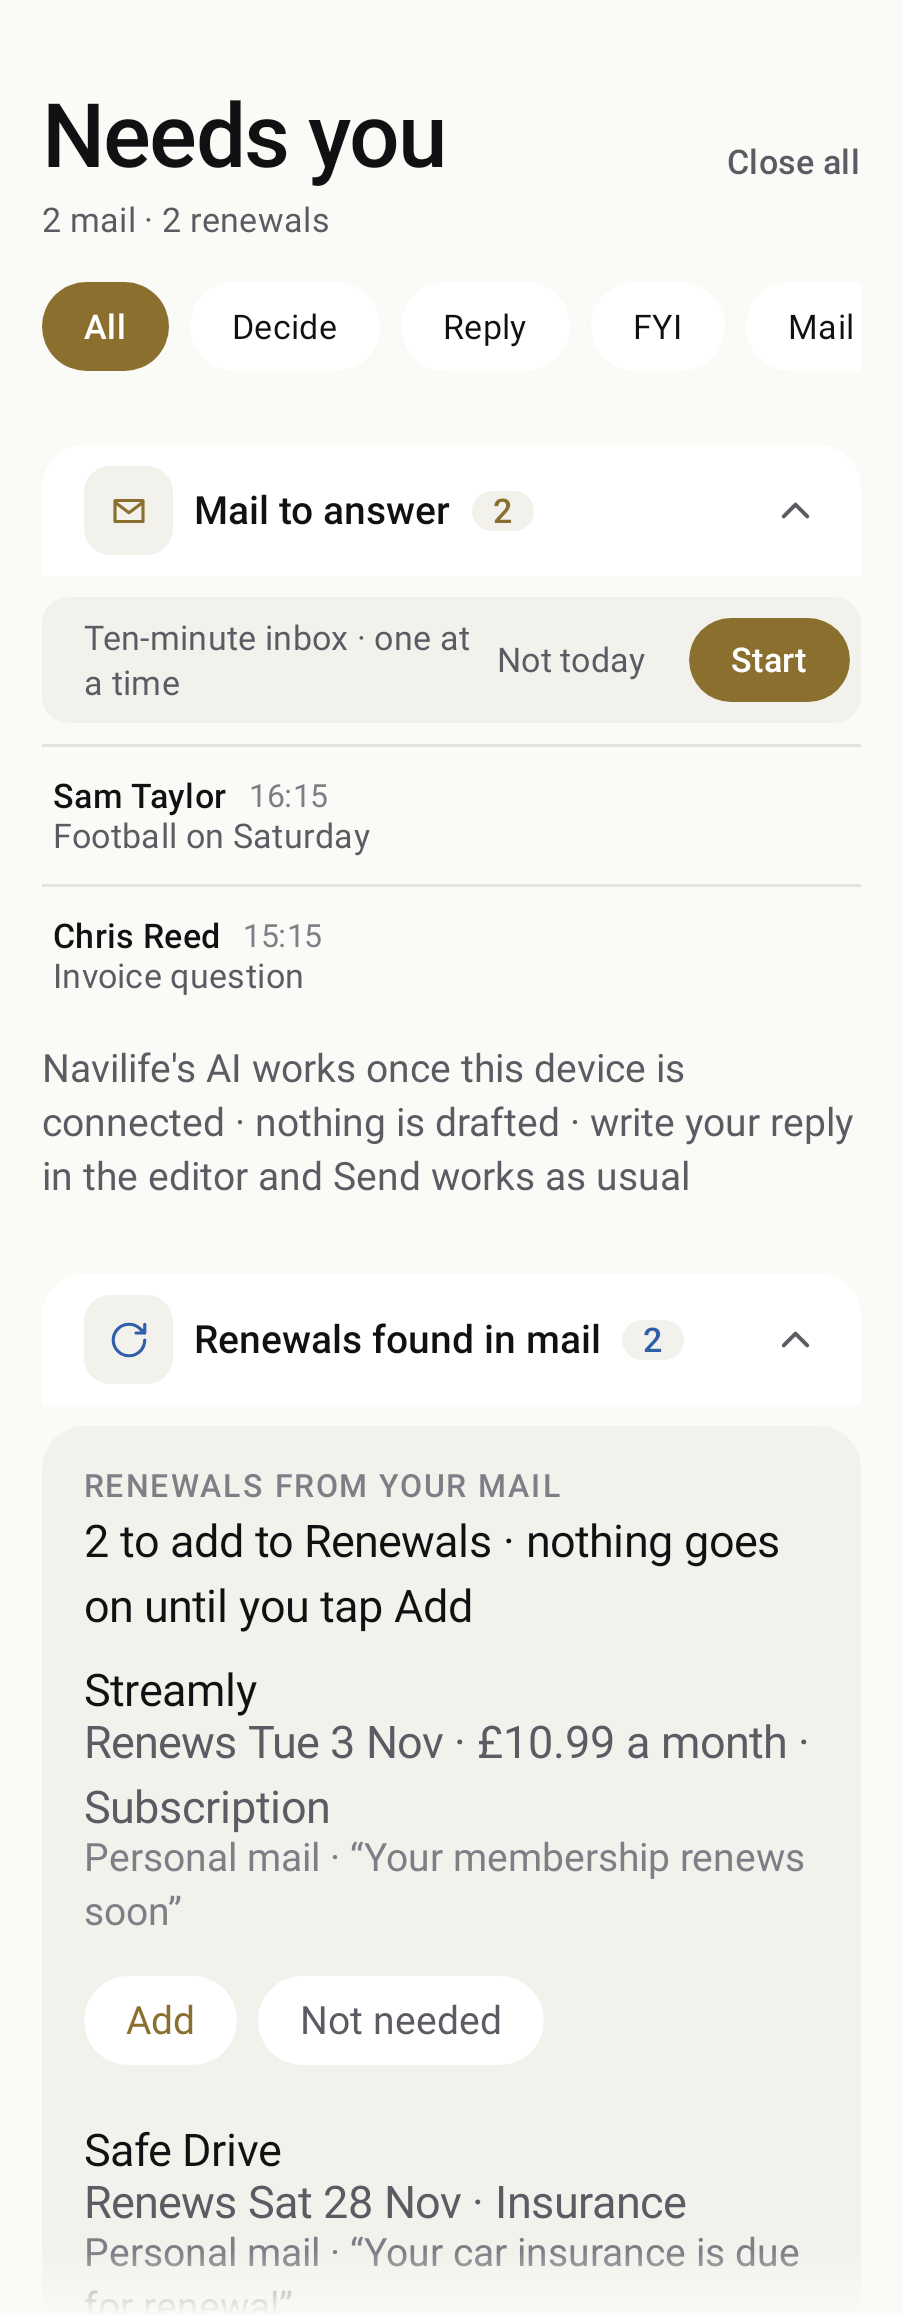 Needs you
Close all
2 mail · 2 renewals
All
Decide
Reply
FYI
Mail
Mail to answer 2
Ten-minute inbox · one at
a time
Not today
Start
Sam Taylor 16:15
Football on Saturday
Chris Reed 15:15
Invoice question
Navilife's AI works once this device is
connected · nothing is drafted · write your reply
in the editor and Send works as usual
Renewals found in mail 2
RENEWALS FROM YOUR MAIL
2 to add to Renewals · nothing goes
on until you tap Add
Streamly
Renews Tue 3 Nov · £10.99 a month ·
Subscription
Personal mail · “Your membership renews
soon”
Add
Not needed
Safe Drive
Renews Sat 28 Nov · Insurance
Personal mail · “Your car insurance is due
for renewal”